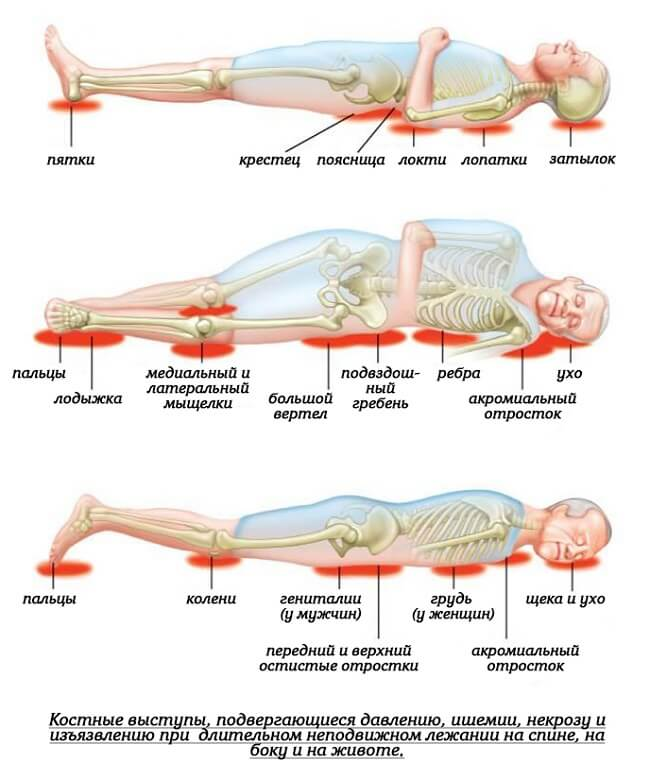 пятки
крестец
поясница
локти
лопатки
затылок
пальцы
лодыжка
медиальный и
латеральный
мыщелки
большой
вертел
подвздош-
ный
гребень
ребра
акромиальный
отросток
ухо
пальцы
колени
гениталии
(у мужчин)
передний и верхний
остистые отростки
грудь
(у женщин)
акромиальный
отросток
щека и ухо
Костные выступы, подвергающиеся давлению, ишемии, некрозу и
изъязвлению при длительном неподвижном лежании на спине, на
боку и на животе.